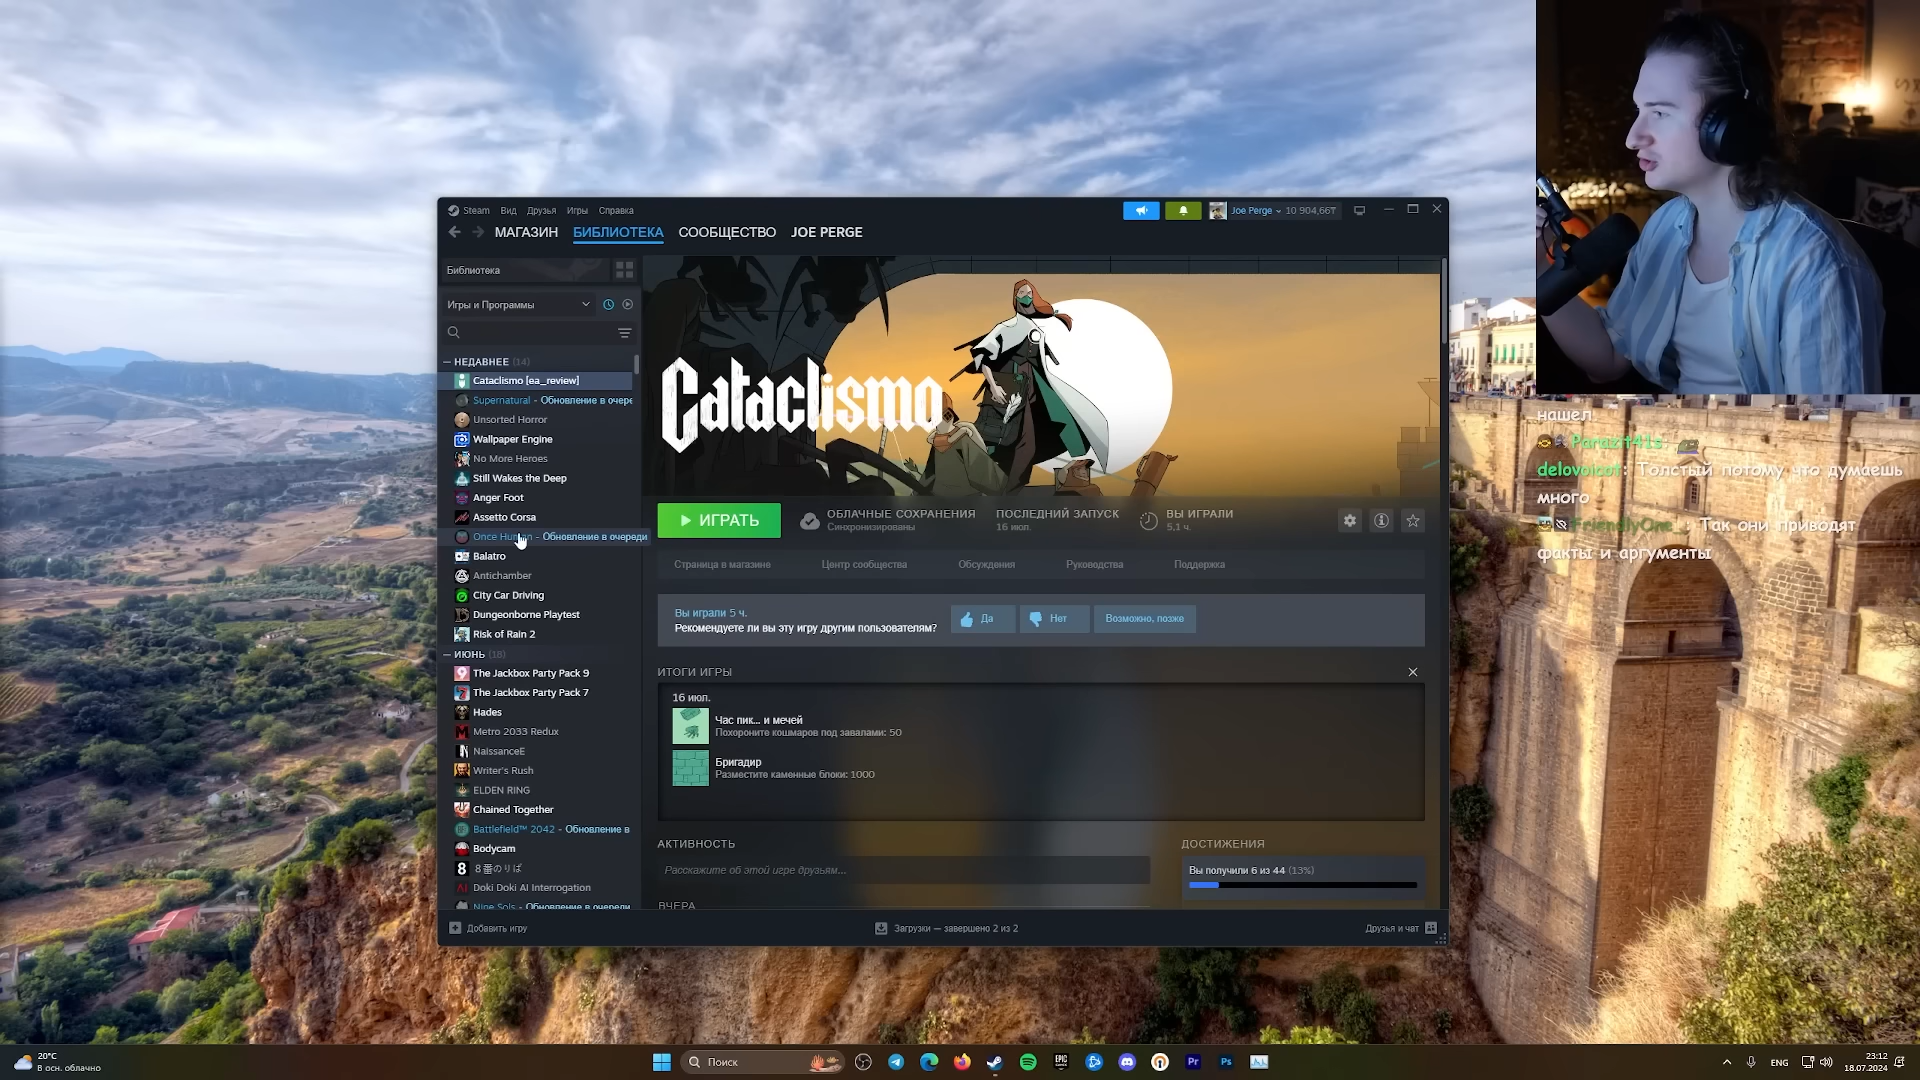 Steam Вид Друзья Игры Справка
Joe Perge 10 904,66₸
МАГАЗИН БИБЛИОТЕКА СООБЩЕСТВО JOE PERGE
Библиотека
Игры и Программы
— НЕДАВНЕЕ (14)
Cataclismo [ea_review]
Supernatural - Обновление в очере
Unsorted Horror
Wallpaper Engine
No More Heroes
Still Wakes the Deep
Anger Foot
Assetto Corsa
Once Human - Обновление в очереди
Balatro
Antichamber
City Car Driving
Dungeonborne Playtest
Risk of Rain 2
— ИЮНЬ (18)
The Jackbox Party Pack 9
The Jackbox Party Pack 7
Hades
Metro 2033 Redux
NaissanceE
Writer's Rush
ELDEN RING
Chained Together
Battlefield™ 2042 - Обновление в
Bodycam
8番のりば
Doki Doki AI Interrogation
Nine Sols - Обновление в очереди
Добавить игру
Cataclismo
ИГРАТЬ
ОБЛАЧНЫЕ СОХРАНЕНИЯ
Синхронизированы
ПОСЛЕДНИЙ ЗАПУСК
16 июл.
ВЫ ИГРАЛИ
5,1 ч.
Страница в магазине Центр сообщества Обсуждения Руководства Поддержка
Вы играли 5 ч.
Рекомендуете ли вы эту игру другим пользователям?
Да Нет Возможно, позже
ИТОГИ ИГРЫ
16 июл.
Час пик... и мечей
Похороните кошмаров под завалами: 50
Бригадир
Разместите каменные блоки: 1000
АКТИВНОСТЬ
Расскажите об этой игре друзьям...
ВЧЕРА
ДОСТИЖЕНИЯ
Вы получили 6 из 44 (13%)
Загрузки — завершено 2 из 2
Друзья и чат
нашел
Parazit41s:
delovoicot: Толстый потому что думаешь
много
FriendlyOne : Так они приводят
факты и аргументы
20°C
В осн. облачно
Поиск
EPIC
Pr
Ps
ENG
23:12
18.07.2024